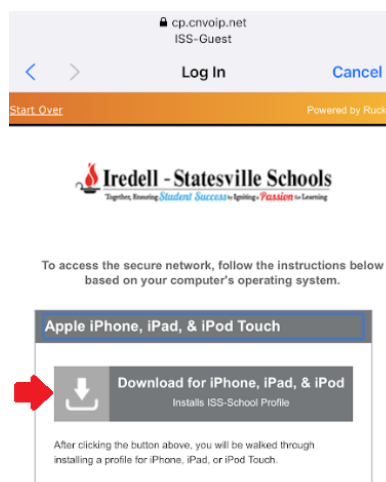 cp.cnvoip.net
ISS-Guest
Log In
Cancel
Start Over
Powered by Ruck
Iredell - Statesville Schools
Together, Ensuring Student Success by Igniting a Passion for Learning
To access the secure network, follow the instructions below
based on your computer's operating system.
Apple iPhone, iPad, & iPod Touch
Download for iPhone, iPad, & iPod
Installs ISS-School Profile
After clicking the button above, you will be walked through
installing a profile for iPhone, iPad, or iPod Touch.